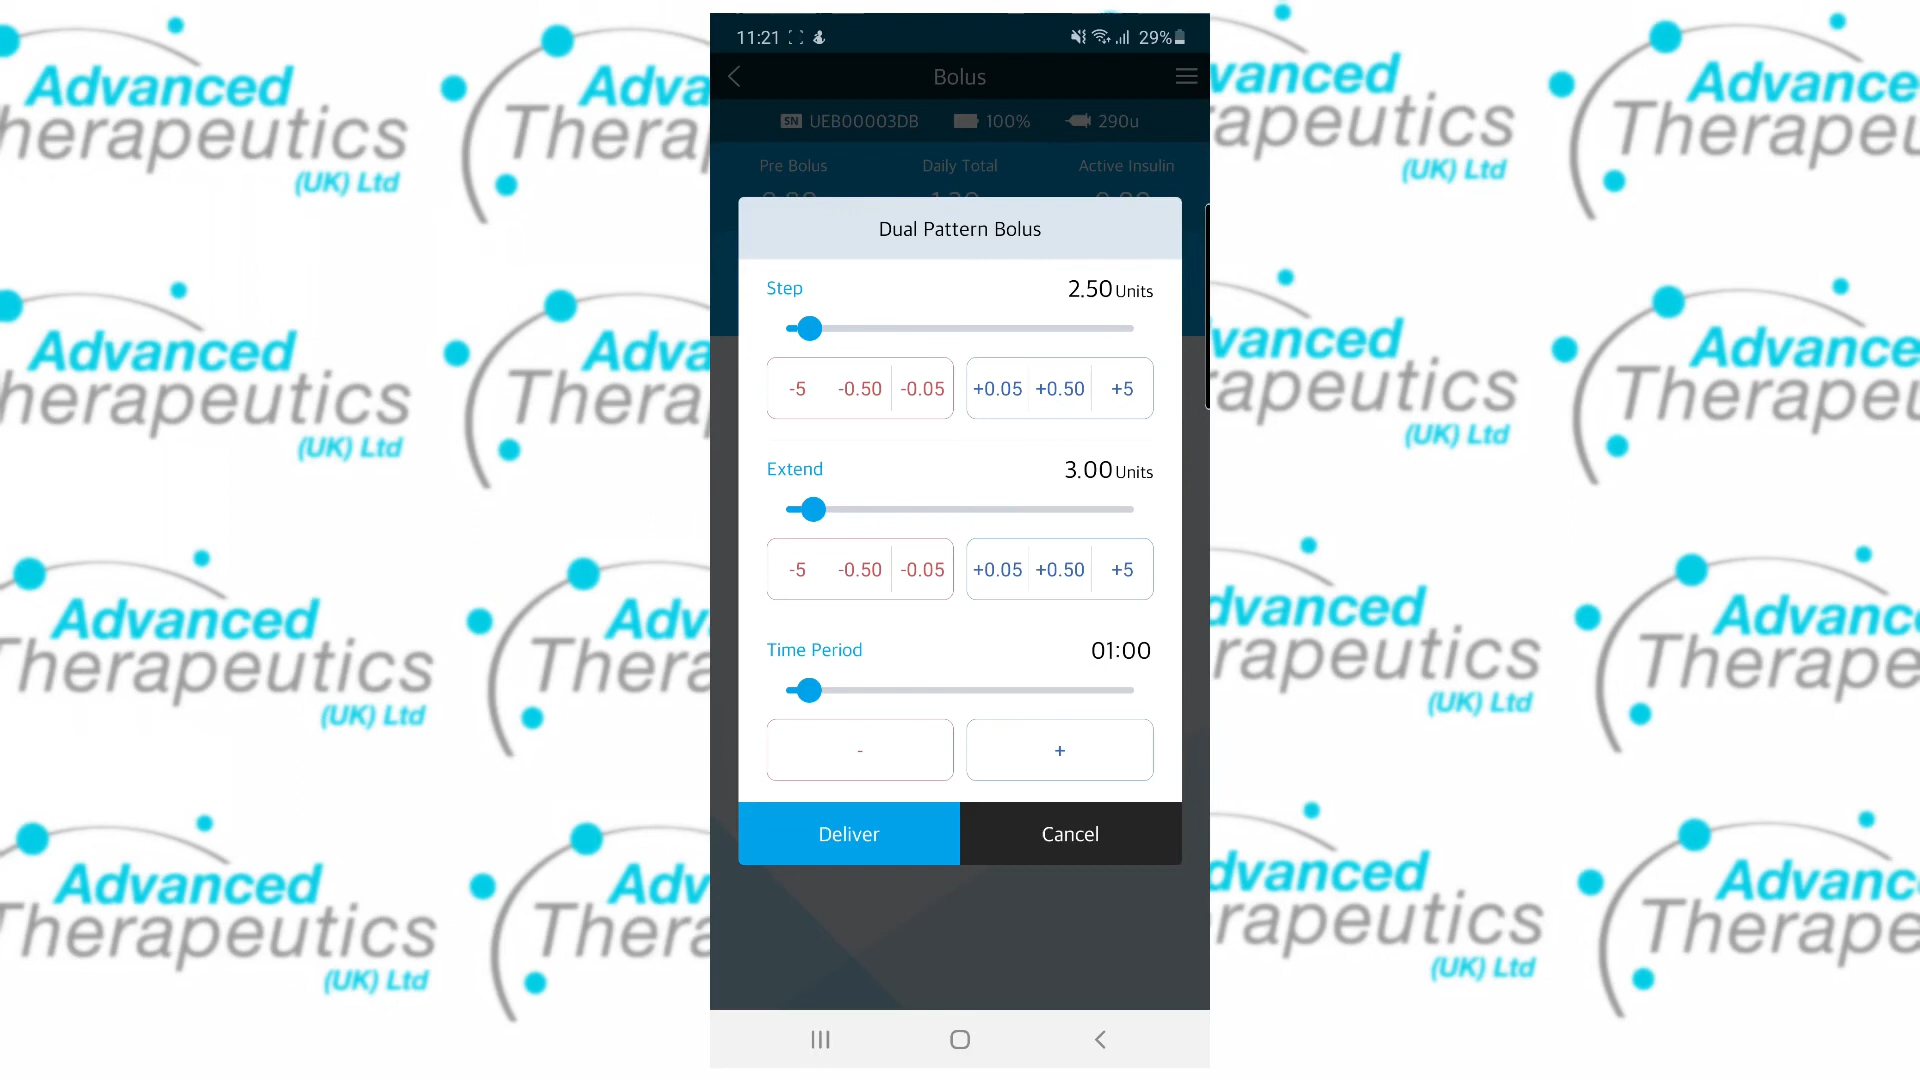 11:21
29%
Bolus
SN UEB00003DB 100% 290u
Pre Bolus Daily Total Active Insulin
Dual Pattern Bolus
Step 2.50 Units
-5 -0.50 -0.05 +0.05 +0.50 +5
Extend 3.00 Units
-5 -0.50 -0.05 +0.05 +0.50 +5
Time Period 01:00
- +
Deliver Cancel
Advanced
Therapeutics
(UK) Ltd